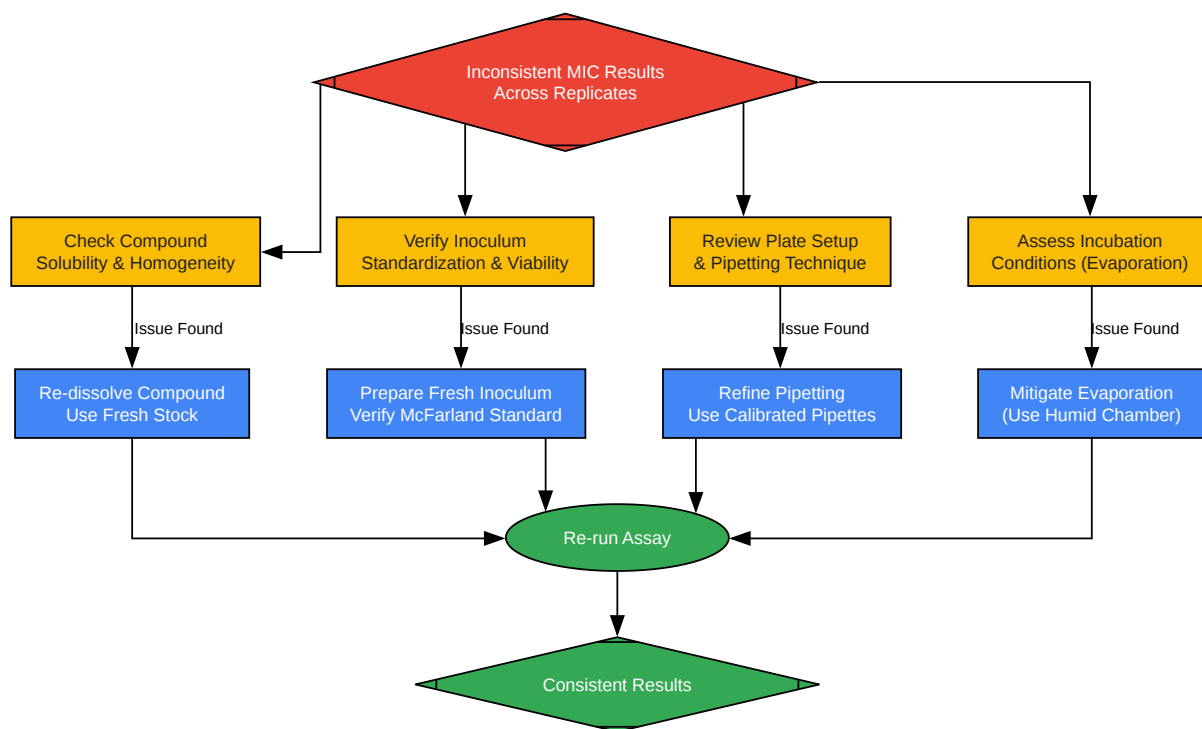 Inconsistent MIC Results
Across Replicates
Check Compound
Solubility & Homogeneity
Verify Inoculum
Standardization & Viability
Review Plate Setup
& Pipetting Technique
Assess Incubation
Conditions (Evaporation)
Issue Found
Issue Found
Issue Found
Issue Found
Re-dissolve Compound
Use Fresh Stock
Prepare Fresh Inoculum
Verify McFarland Standard
Refine Pipetting
Use Calibrated Pipettes
Mitigate Evaporation
(Use Humid Chamber)
Re-run Assay
Consistent Results